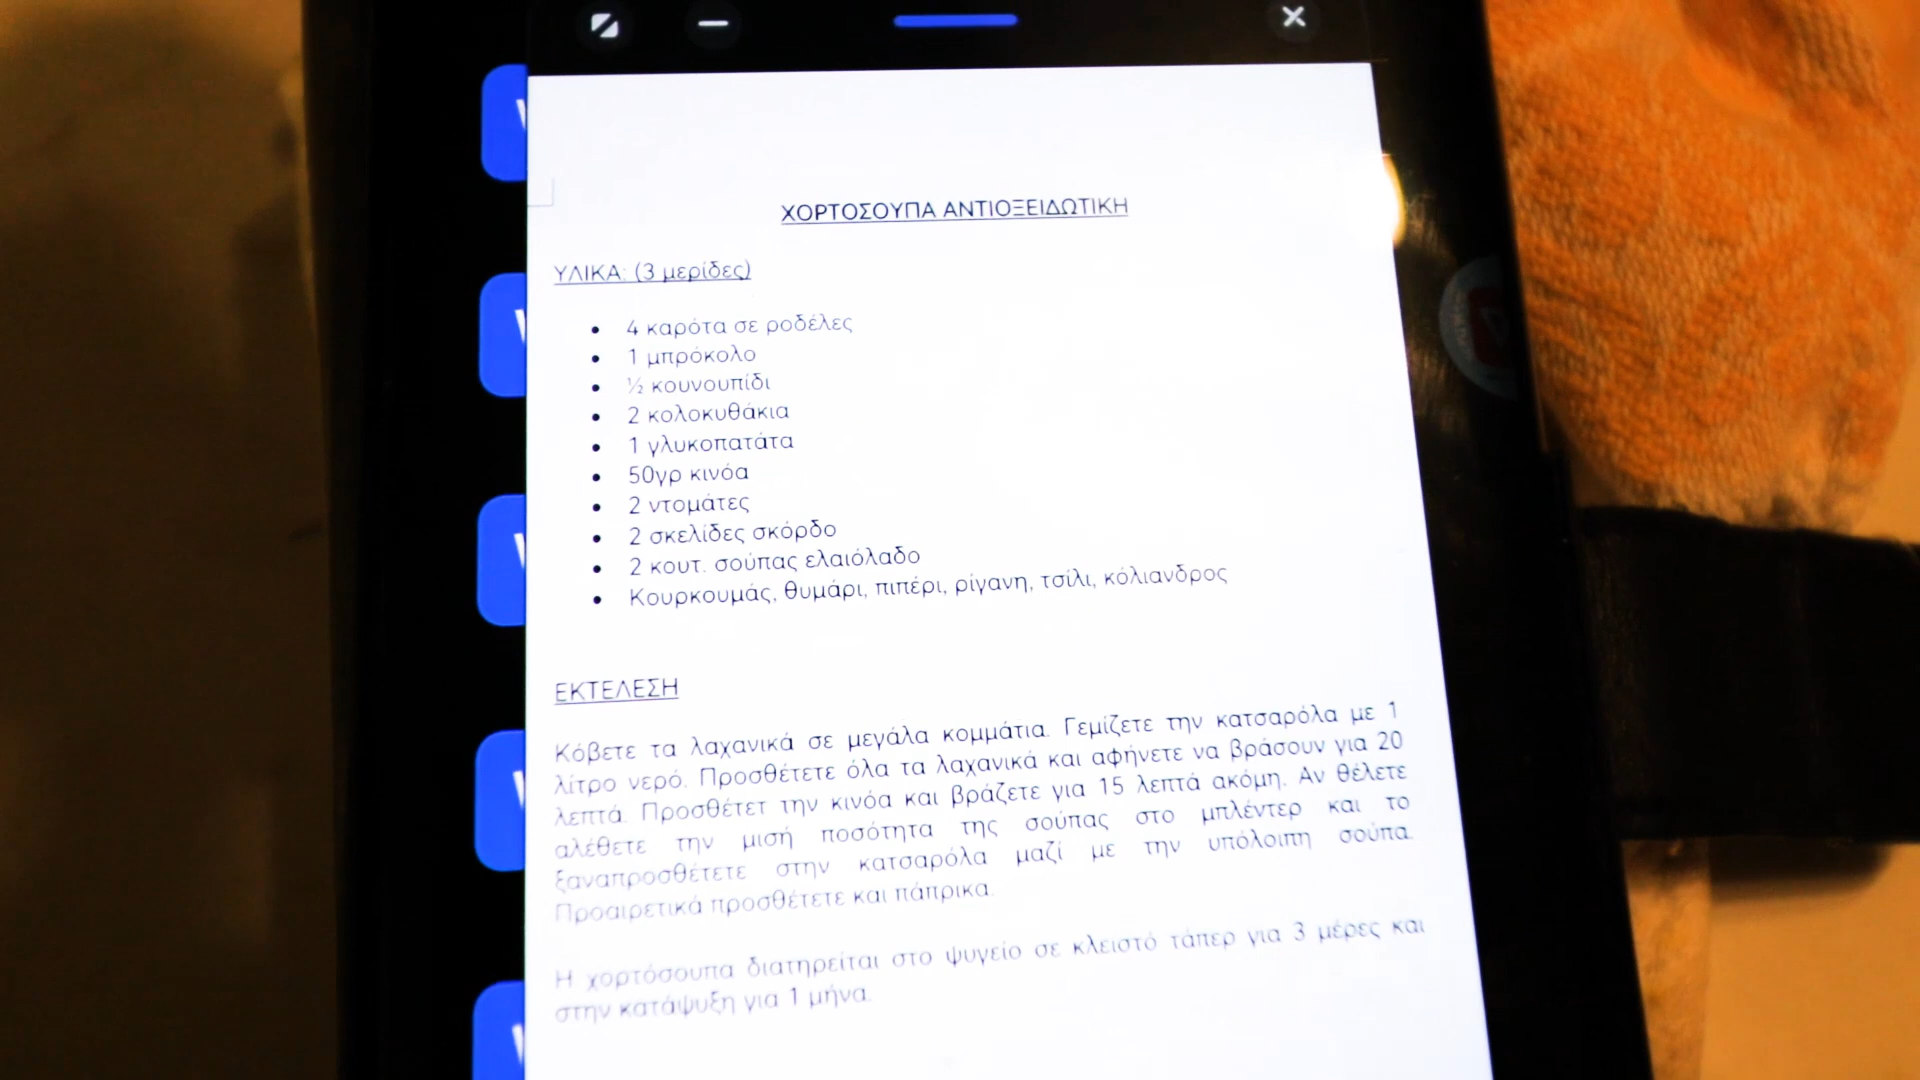 ΧΟΡΤΟΣΟΥΠΑ ΑΝΤΙΟΞΕΙΔΩΤΙΚΗ
ΥΛΙΚΑ: (3 μερίδες)
• 4 καρότα σε ροδέλες
• 1 μπρόκολο
• ½ κουνουπίδι
• 2 κολοκυθάκια
• 1 γλυκοπατάτα
• 50γρ κινόα
• 2 ντομάτες
• 2 σκελίδες σκόρδο
• 2 κουτ. σούπας ελαιόλαδο
• Κουρκουμάς, θυμάρι, πιπέρι, ρίγανη, τσίλι, κόλιανδρος
ΕΚΤΕΛΕΣΗ
Κόβετε τα λαχανικά σε μεγάλα κομμάτια. Γεμίζετε την κατσαρόλα με 1
λίτρο νερό. Προσθέτετε όλα τα λαχανικά και αφήνετε να βράσουν για 20
λεπτά. Προσθέτετ την κινόα και βράζετε για 15 λεπτά ακόμη. Αν θέλετε
αλέθετε την μισή ποσότητα της σούπας στο μπλέντερ και το
ξαναπροσθέτετε στην κατσαρόλα μαζί με την υπόλοιπη σούπα.
Προαιρετικά προσθέτετε και πάπρικα.
Η χορτόσουπα διατηρείται στο ψυγείο σε κλειστό τάπερ για 3 μέρες και
στην κατάψυξη για 1 μήνα.